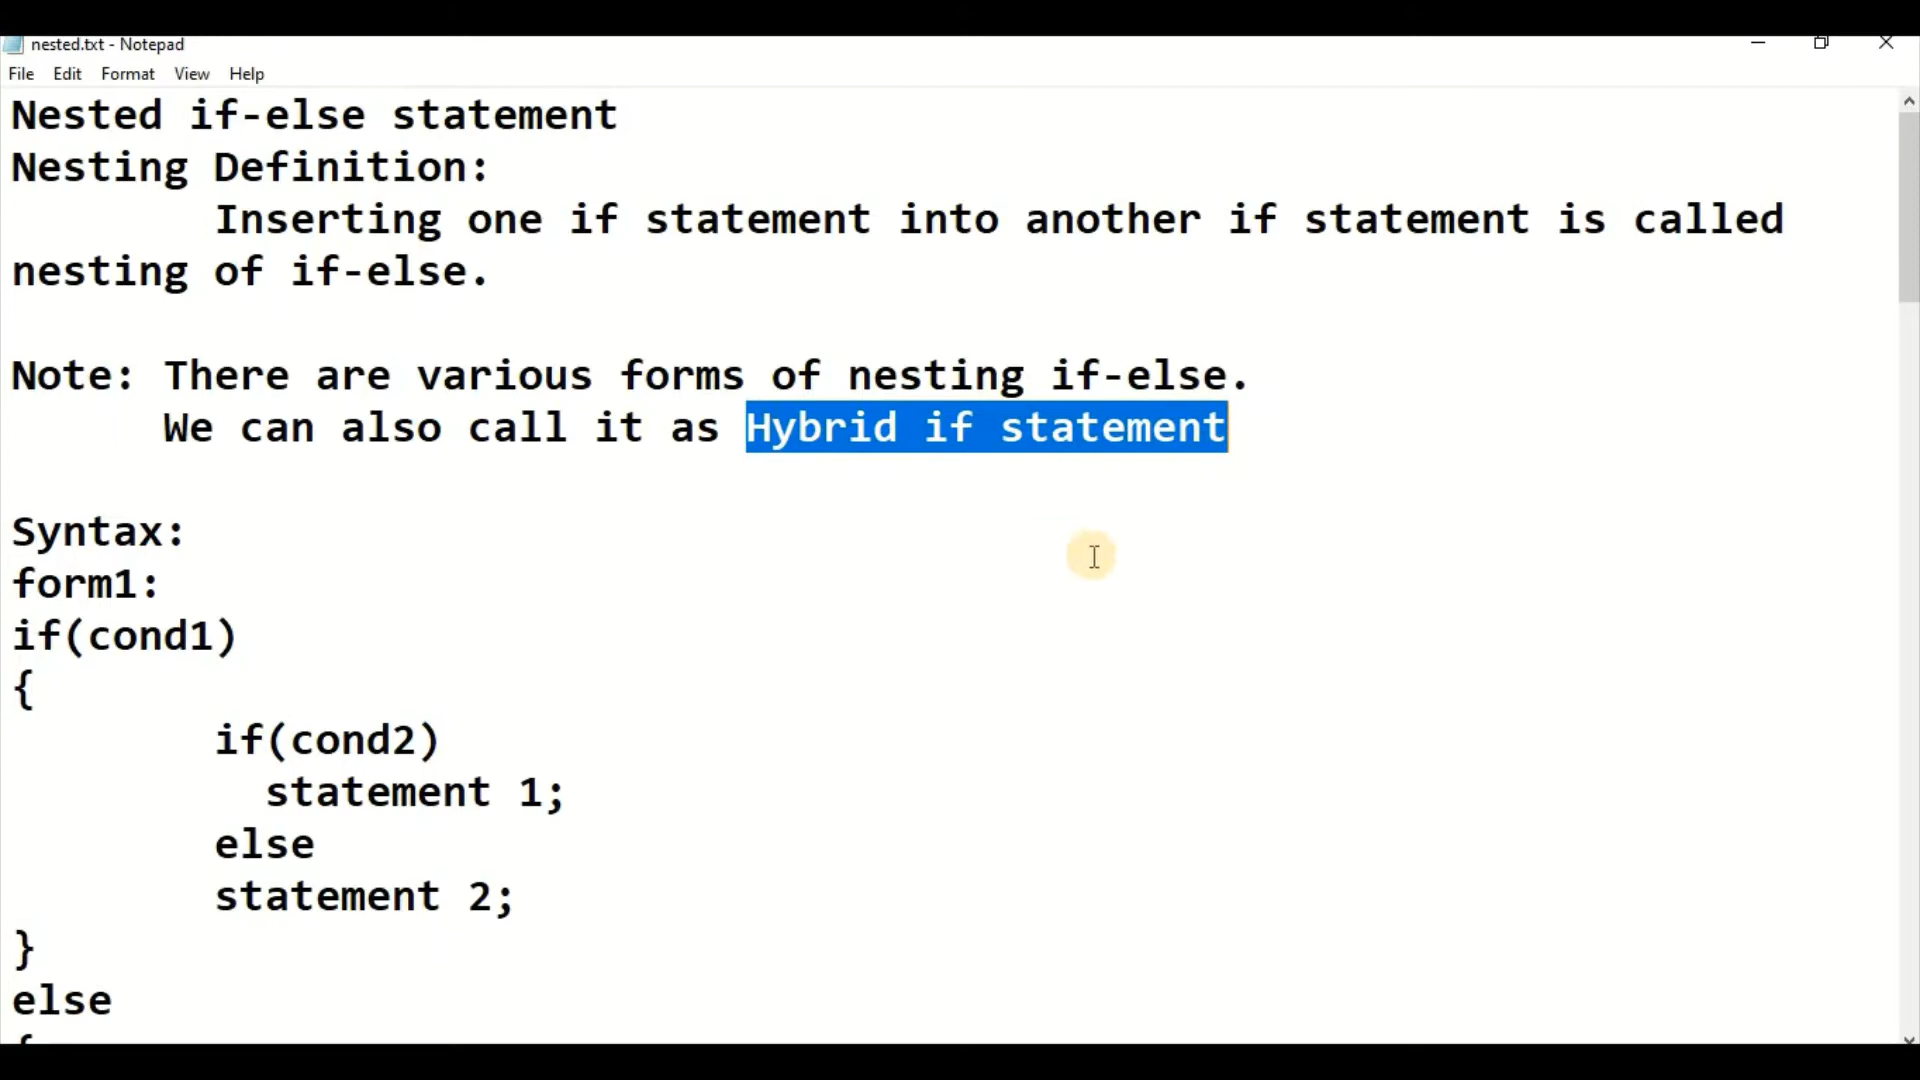 nested.txt - Notepad
File Edit Format View Help
Nested if-else statement
Nesting Definition:
Inserting one if statement into another if statement is called
nesting of if-else.
Note: There are various forms of nesting if-else.
We can also call it as Hybrid if statement
Syntax:
form1:
if(cond1)
{
if(cond2)
statement 1;
else
statement 2;
}
else
{